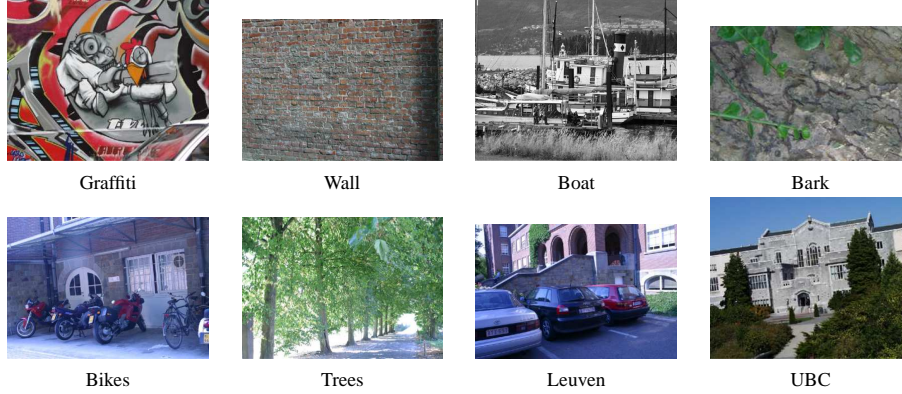 Graffiti
Wall
Boat
Bark
Bikes
Trees
Leuven
UBC